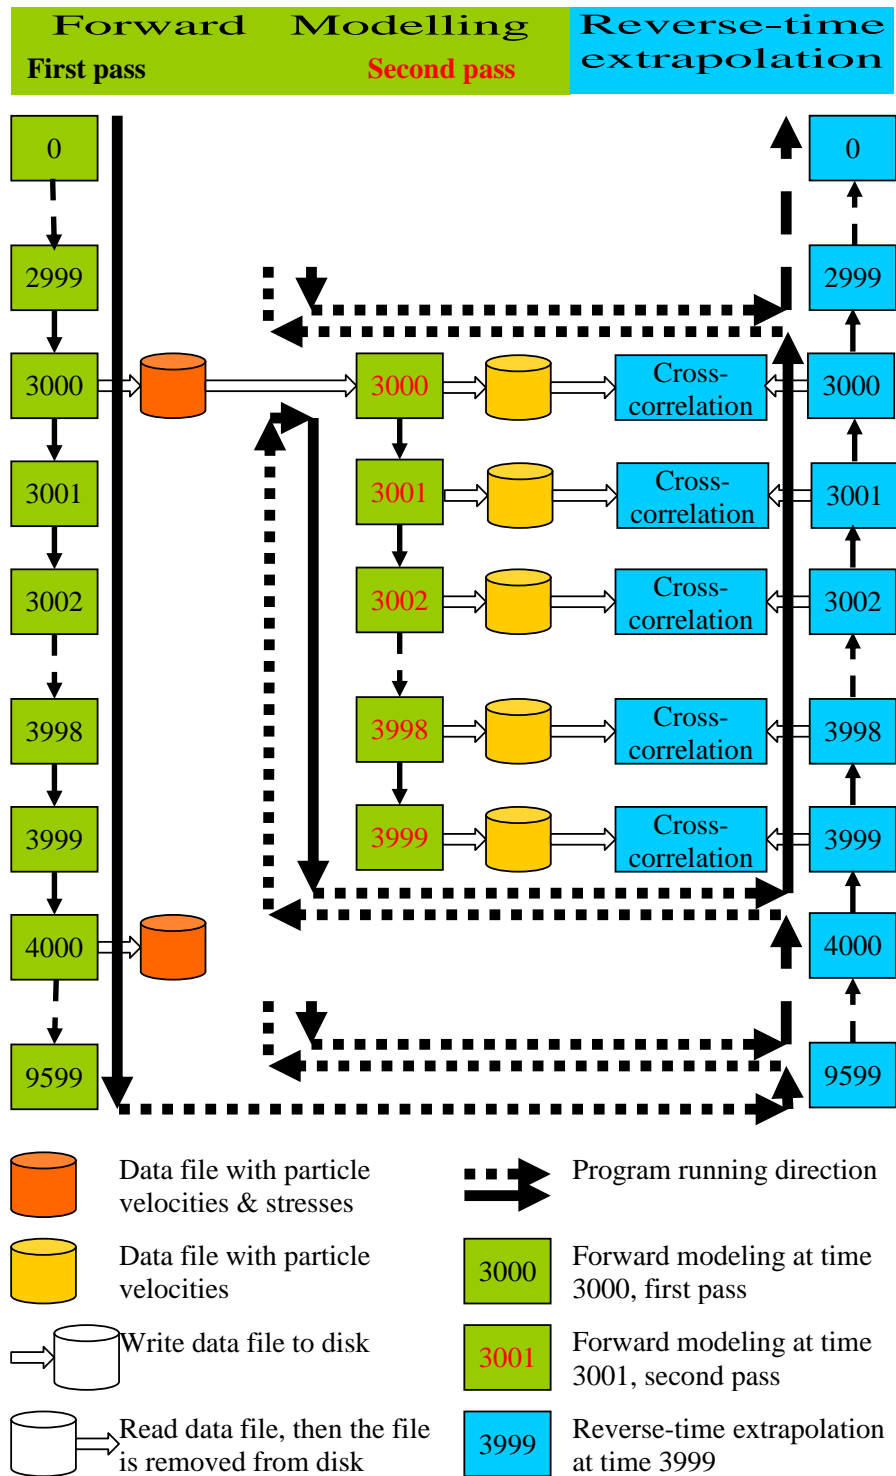 Forward Modelling Reverse-time
extrapolation
First pass Second pass
0 0
2999 2999
3000 3000 Cross-
correlation 3000
3001 3001 Cross-
correlation 3001
3002 3002 Cross-
correlation 3002
3998 3998 Cross-
correlation 3998
3999 3999 Cross-
correlation 3999
4000 4000
9599 9599
Data file with particle
velocities & stresses
Program running direction
Data file with particle
velocities
3000 Forward modeling at time
3000, first pass
Write data file to disk
3001 Forward modeling at time
3001, second pass
Read data file, then the file
is removed from disk
3999 Reverse-time extrapolation
at time 3999